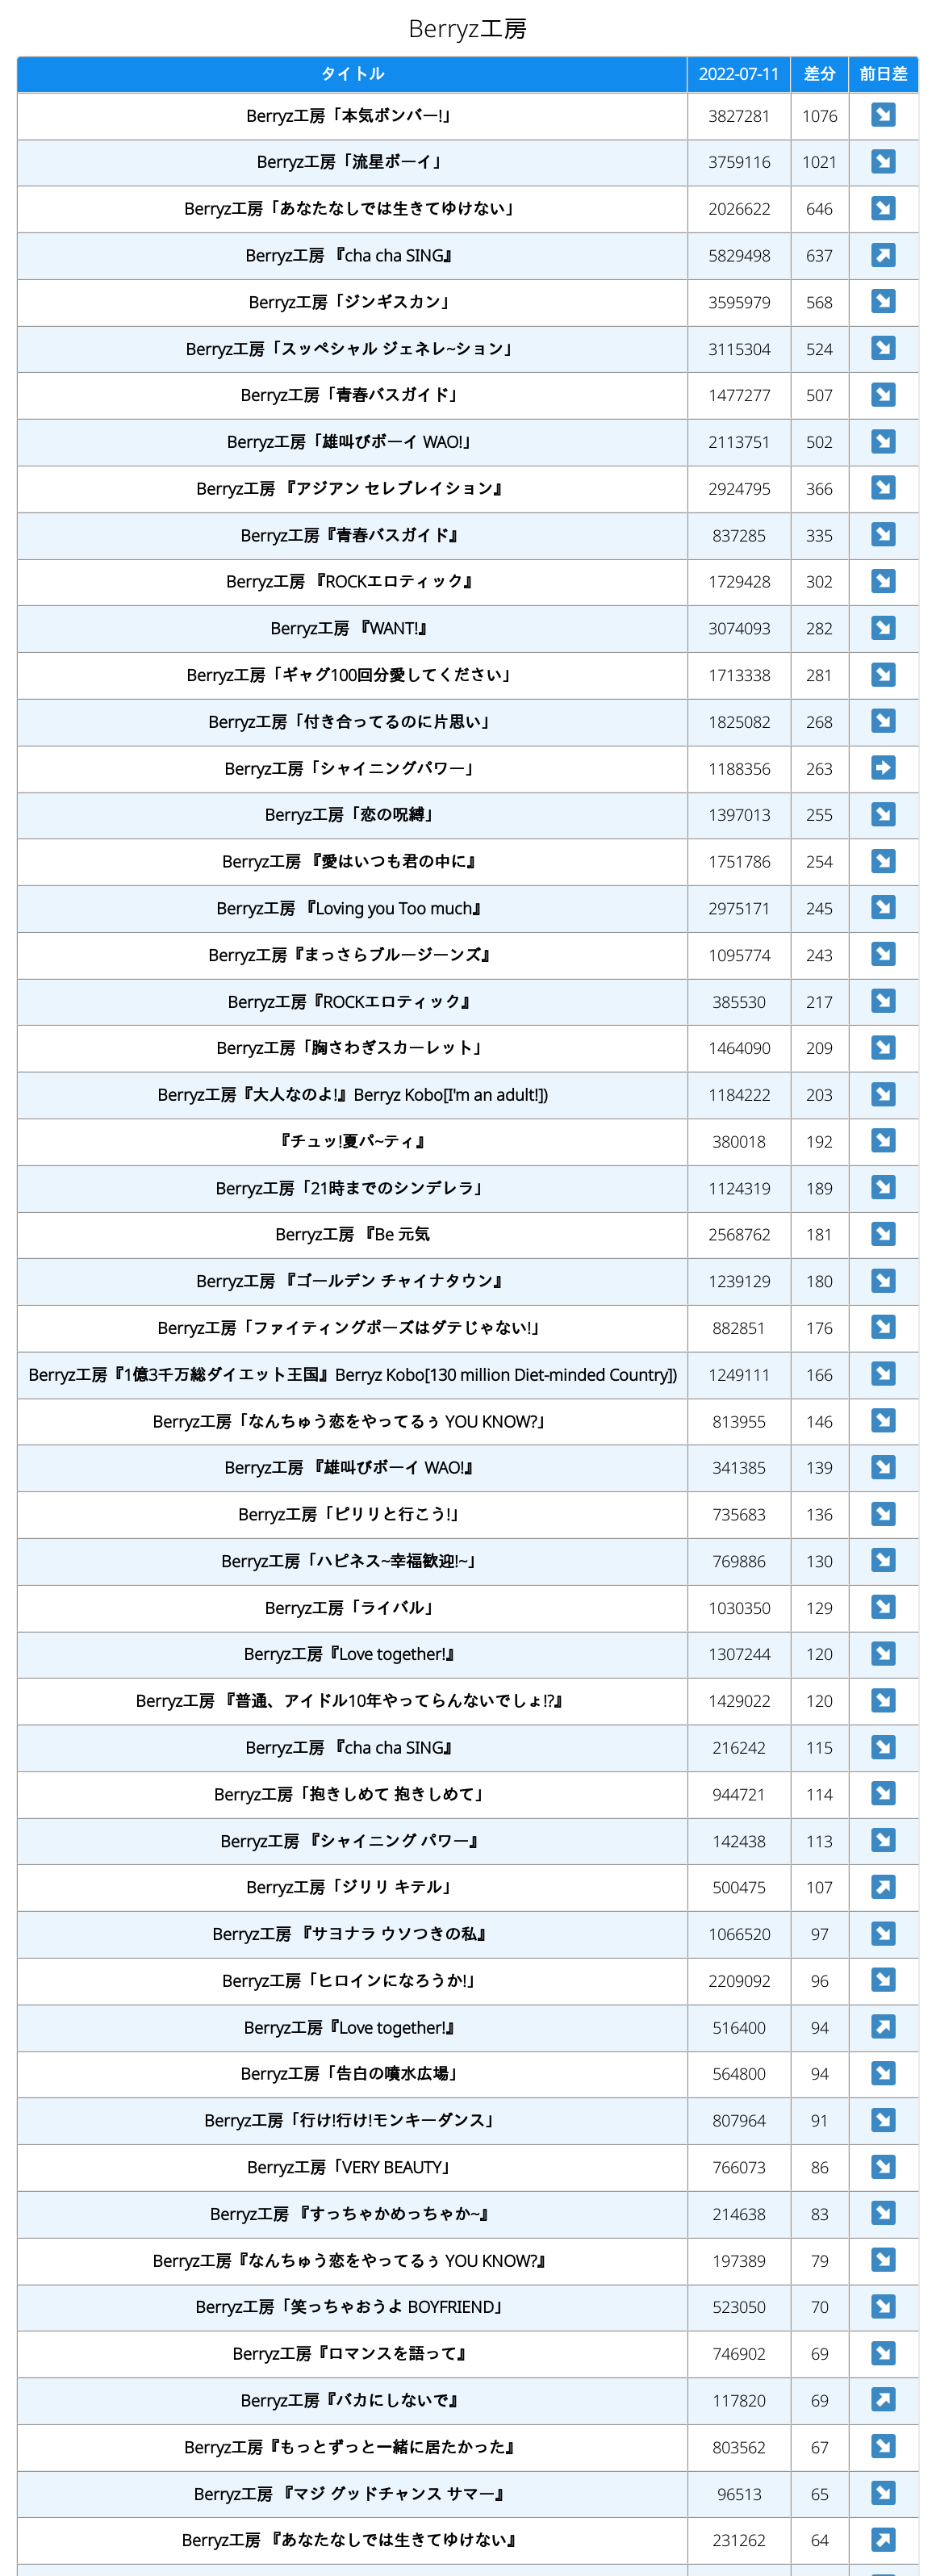 Berryz工房
タイトル 2022-07-11 差分 前日差
Berryz工房「本気ボンバー!」 3827281 1076 ↘
Berryz工房「流星ボーイ」 3759116 1021 ↘
Berryz工房「あなたなしでは生きてゆけない」 2026622 646 ↘
Berryz工房 『cha cha SING』 5829498 637 ↗
Berryz工房「ジンギスカン」 3595979 568 ↘
Berryz工房「スッペシャル ジェネレ~ション」 3115304 524 ↘
Berryz工房「青春バスガイド」 1477277 507 ↘
Berryz工房「雄叫びボーイ WAO!」 2113751 502 ↘
Berryz工房 『アジアン セレブレイション』 2924795 366 ↘
Berryz工房『青春バスガイド』 837285 335 ↘
Berryz工房 『ROCKエロティック』 1729428 302 ↘
Berryz工房 『WANT!』 3074093 282 ↘
Berryz工房「ギャグ100回分愛してください」 1713338 281 ↘
Berryz工房「付き合ってるのに片思い」 1825082 268 ↘
Berryz工房「シャイニングパワー」 1188356 263 ➡
Berryz工房「恋の呪縛」 1397013 255 ↘
Berryz工房 『愛はいつも君の中に』 1751786 254 ↘
Berryz工房 『Loving you Too much』 2975171 245 ↘
Berryz工房『まっさらブルージーンズ』 1095774 243 ↘
Berryz工房『ROCKエロティック』 385530 217 ↘
Berryz工房「胸さわぎスカーレット」 1464090 209 ↘
Berryz工房『大人なのよ!』Berryz Kobo[I'm an adult!]) 1184222 203 ↘
『チュッ!夏パ~ティ』 380018 192 ↘
Berryz工房「21時までのシンデレラ」 1124319 189 ↘
Berryz工房 『Be 元気 2568762 181 ↘
Berryz工房 『ゴールデン チャイナタウン』 1239129 180 ↘
Berryz工房「ファイティングポーズはダテじゃない!」 882851 176 ↘
Berryz工房『1億3千万総ダイエット王国』Berryz Kobo[130 million Diet-minded Country]) 1249111 166 ↘
Berryz工房「なんちゅう恋をやってるぅ YOU KNOW?」 813955 146 ↘
Berryz工房 『雄叫びボーイ WAO!』 341385 139 ↘
Berryz工房「ピリリと行こう!」 735683 136 ↘
Berryz工房「ハピネス~幸福歓迎!~」 769886 130 ↘
Berryz工房「ライバル」 1030350 129 ↘
Berryz工房『Love together!』 1307244 120 ↘
Berryz工房 『普通、アイドル10年やってらんないでしょ!?』 1429022 120 ↘
Berryz工房 『cha cha SING』 216242 115 ↘
Berryz工房「抱きしめて 抱きしめて」 944721 114 ↘
Berryz工房 『シャイニング パワー』 142438 113 ↘
Berryz工房「ジリリ キテル」 500475 107 ↗
Berryz工房 『サヨナラ ウソつきの私』 1066520 97 ↘
Berryz工房「ヒロインになろうか!」 2209092 96 ↘
Berryz工房『Love together!』 516400 94 ↗
Berryz工房「告白の噴水広場」 564800 94 ↘
Berryz工房「行け!行け!モンキーダンス」 807964 91 ↘
Berryz工房「VERY BEAUTY」 766073 86 ↘
Berryz工房 『すっちゃかめっちゃか~』 214638 83 ↘
Berryz工房『なんちゅう恋をやってるぅ YOU KNOW?』 197389 79 ↘
Berryz工房「笑っちゃおうよ BOYFRIEND」 523050 70 ↘
Berryz工房『ロマンスを語って』 746902 69 ↘
Berryz工房『バカにしないで』 117820 69 ↗
Berryz工房『もっとずっと一緒に居たかった』 803562 67 ↘
Berryz工房 『マジ グッドチャンス サマー』 96513 65 ↘
Berryz工房 『あなたなしでは生きてゆけない』 231262 64 ↗